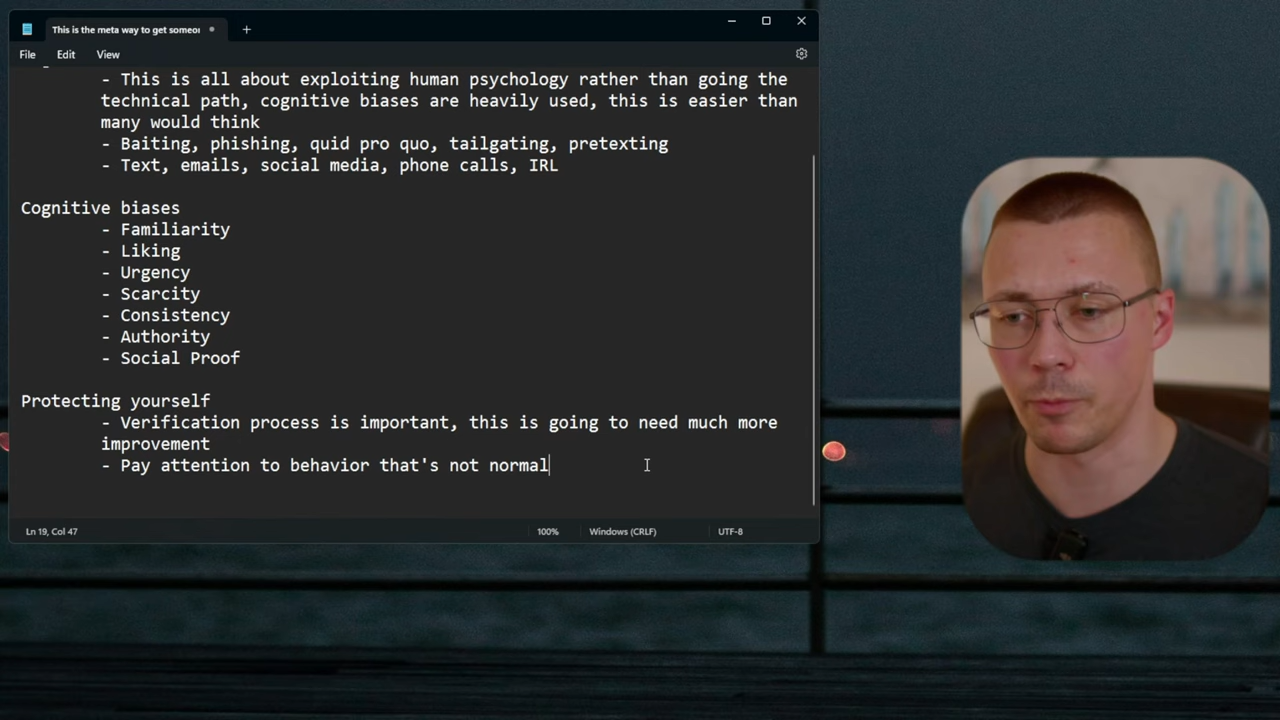 This is the meta way to get someo
File Edit View
- This is all about exploiting human psychology rather than going the
technical path, cognitive biases are heavily used, this is easier than
many would think
- Baiting, phishing, quid pro quo, tailgating, pretexting
- Text, emails, social media, phone calls, IRL
Cognitive biases
- Familiarity
- Liking
- Urgency
- Scarcity
- Consistency
- Authority
- Social Proof
Protecting yourself
- Verification process is important, this is going to need much more
improvement
- Pay attention to behavior that's not normal
Ln 19, Col 47 100% Windows (CRLF) UTF-8